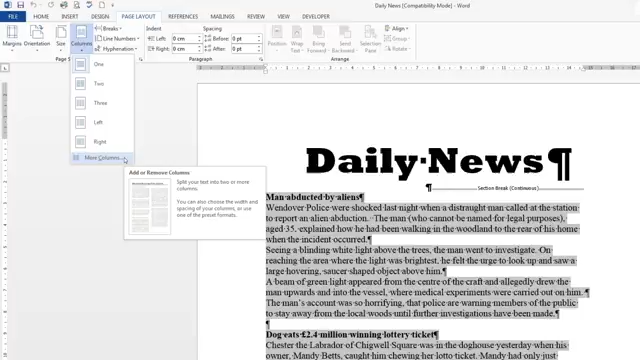 Daily News [Compatibility Mode] - Word
FILE HOME INSERT DESIGN PAGE LAYOUT REFERENCES MAILINGS REVIEW VIEW DEVELOPER
Margins Orientation Size Columns
Breaks
Line Numbers
Hyphenation
Indent Spacing
Left: 0 cm Before: 0 pt
Right: 0 cm After: 0 pt
Paragraph
Position Wrap Text Bring Forward Send Backward Selection Pane
Align
Group
Rotate
Arrange
One
Two
Three
Left
Right
More Columns...
Add or Remove Columns
Split your text into two or more
columns.
You can also choose the width and
spacing of your columns, or use
one of the preset formats.
Daily·News¶
¶ Section Break (Continuous)
Man·abducted·by·aliens¶
Wendover·Police·were·shocked·last·night·when·a·distraught·man·called·at·the·station·
to·report·an·alien·abduction.··The·man·(who·cannot·be·named·for·legal·purposes),·
aged·35,·explained·how·he·had·been·walking·in·the·woodland·to·the·rear·of·his·home·
when·the·incident·occurred.¶
Seeing·a·blinding·white·light·above·the·trees,·the·man·went·to·investigate.·On·
reaching·the·area·where·the·light·was·brightest,·he·felt·the·urge·to·look·up·and·saw·a·
large·hovering,·saucer·shaped·object·above·him.¶
A·beam·of·green·light·appeared·from·the·centre·of·the·craft·and·allegedly·drew·the·
man·upwards·and·into·the·vessel,·where·medical·experiments·were·carried·out·on·him.¶
The·man's·account·was·so·horrifying,·that·police·are·warning·members·of·the·public·
to·stay·away·from·the·local·woods·until·further·investigations·have·been·made.¶
¶
Dog·eats·£2.4·million·winning·lottery·ticket¶
Chester·the·Labrador·of·Chigwell·Square·was·in·the·doghouse·yesterday·when·his·
owner,·Mandy·Betts,·caught·him·chewing·her·lotto·ticket.·Mandy·had·only·just·